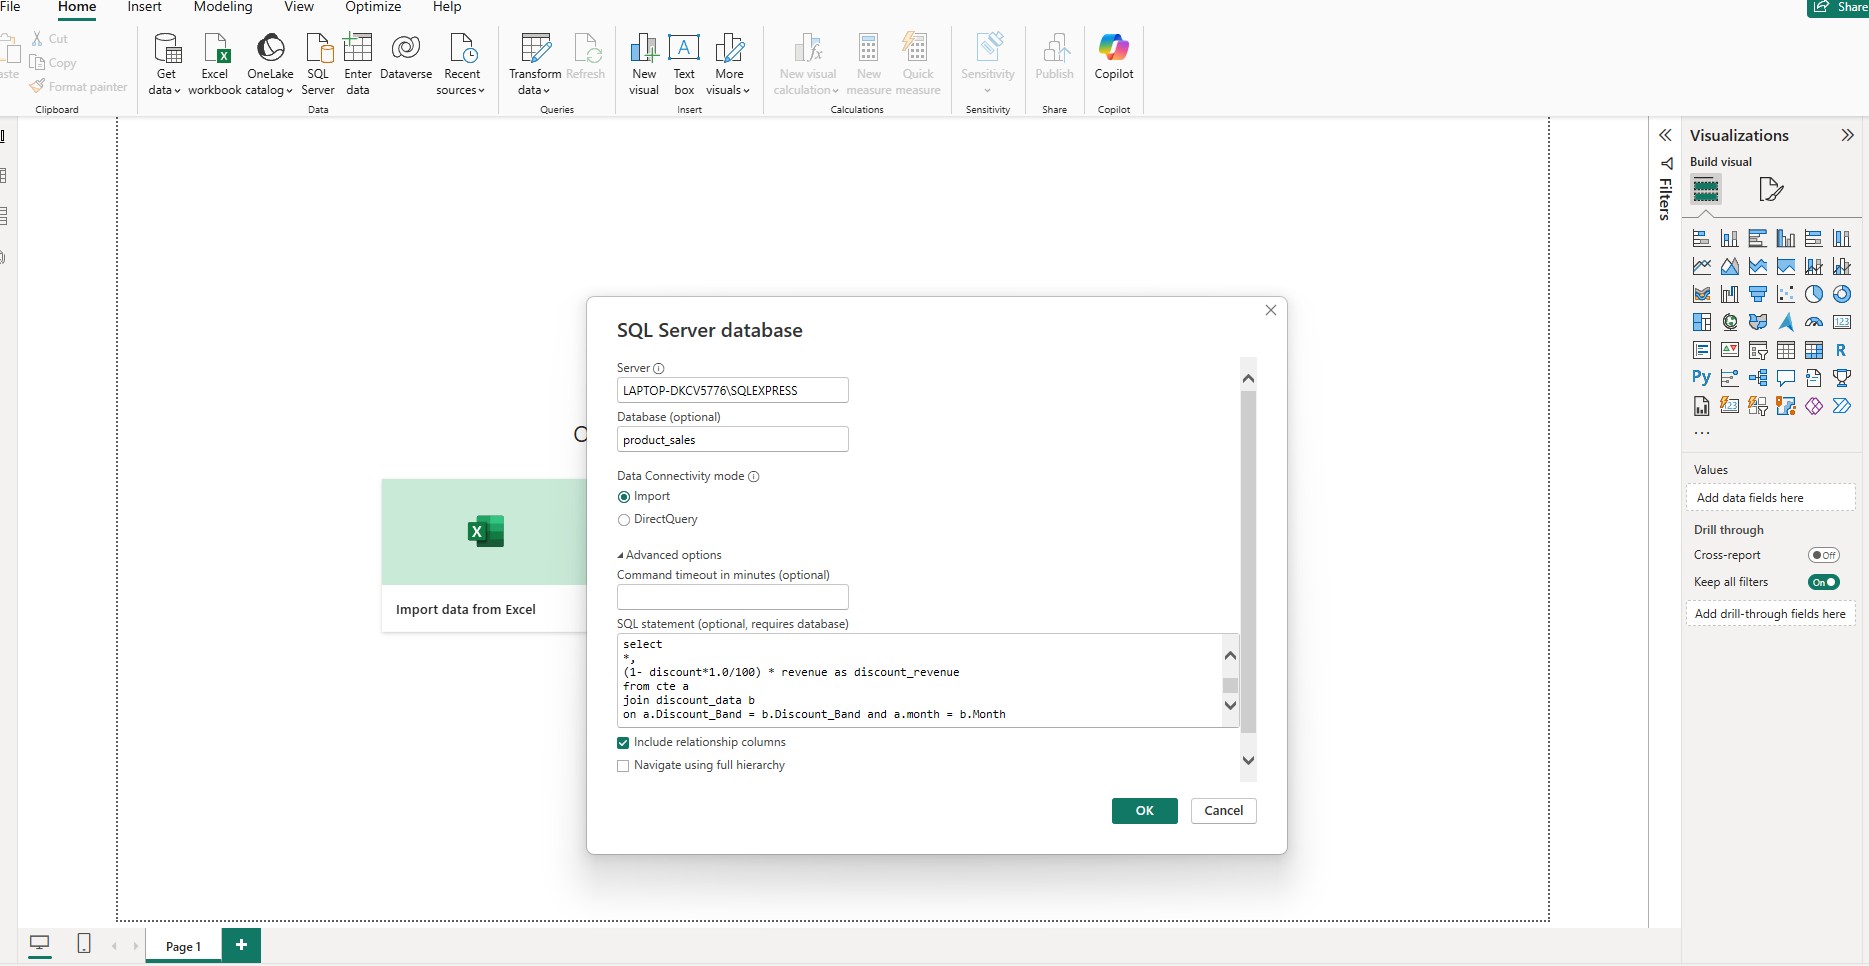 File Home Insert Modeling View Optimize Help
Share
Cut
Copy
Format painter
Clipboard
Get data
Excel workbook
OneLake catalog
SQL Server
Enter data
Dataverse
Recent sources
Data
Transform data
Refresh
Queries
New visual
Text box
More visuals
Insert
New visual calculation
New measure
Quick measure
Calculations
Sensitivity
Sensitivity
Publish
Share
Copilot
Copilot
SQL Server database
Server
LAPTOP-DKCV5776\SQLEXPRESS
Database (optional)
product_sales
Data Connectivity mode
Import
DirectQuery
Advanced options
Command timeout in minutes (optional)
SQL statement (optional, requires database)
select
*,
(1- discount*1.0/100) * revenue as discount_revenue
from cte a
join discount_data b
on a.Discount_Band = b.Discount_Band and a.month = b.Month
Include relationship columns
Navigate using full hierarchy
OK Cancel
Import data from Excel
Filters
Visualizations
Build visual
123
R
Py
123
...
Values
Add data fields here
Drill through
Cross-report Off
Keep all filters On
Add drill-through fields here
Page 1
+